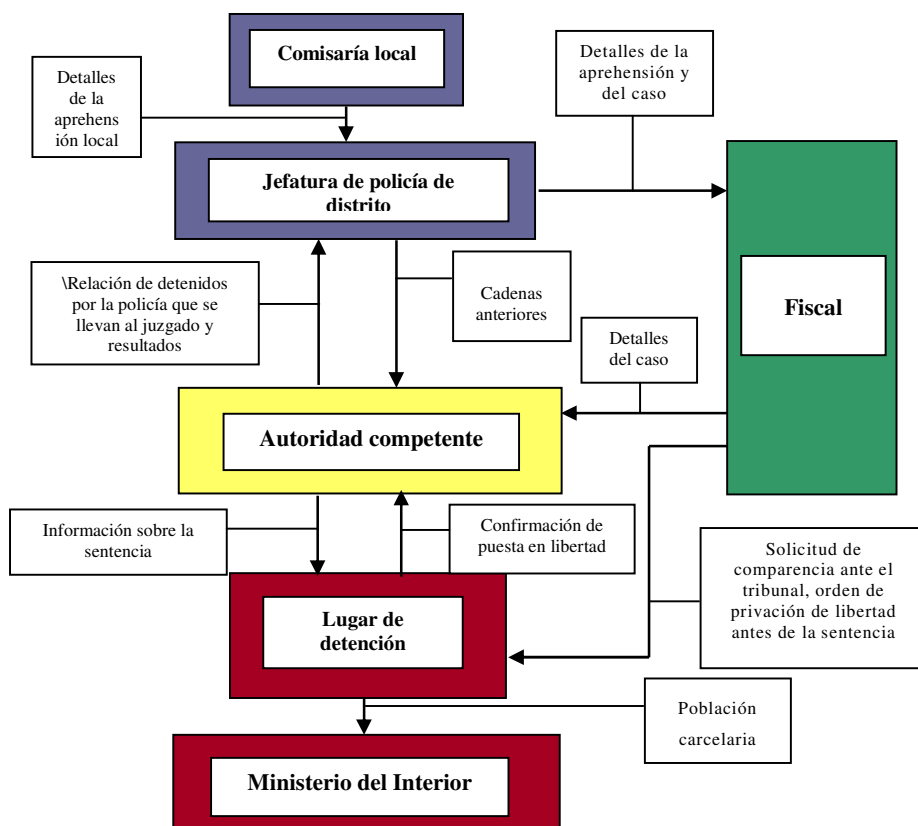 Comisaría local
Detalles de la
aprehensión y
del caso
Detalles
de la
aprehens
ión local
Jefatura de policía de
distrito
\Relación de detenidos
por la policía que se
llevan al juzgado y
resultados
Cadenas
anteriores
Fiscal
Detalles
del caso
Autoridad competente
Información sobre la
sentencia
Confirmación de
puesta en libertad
Solicitud de
comparencia ante el
tribunal, orden de
privación de libertad
antes de la sentencia
Lugar de
detención
Población
carcelaria
Ministerio del Interior